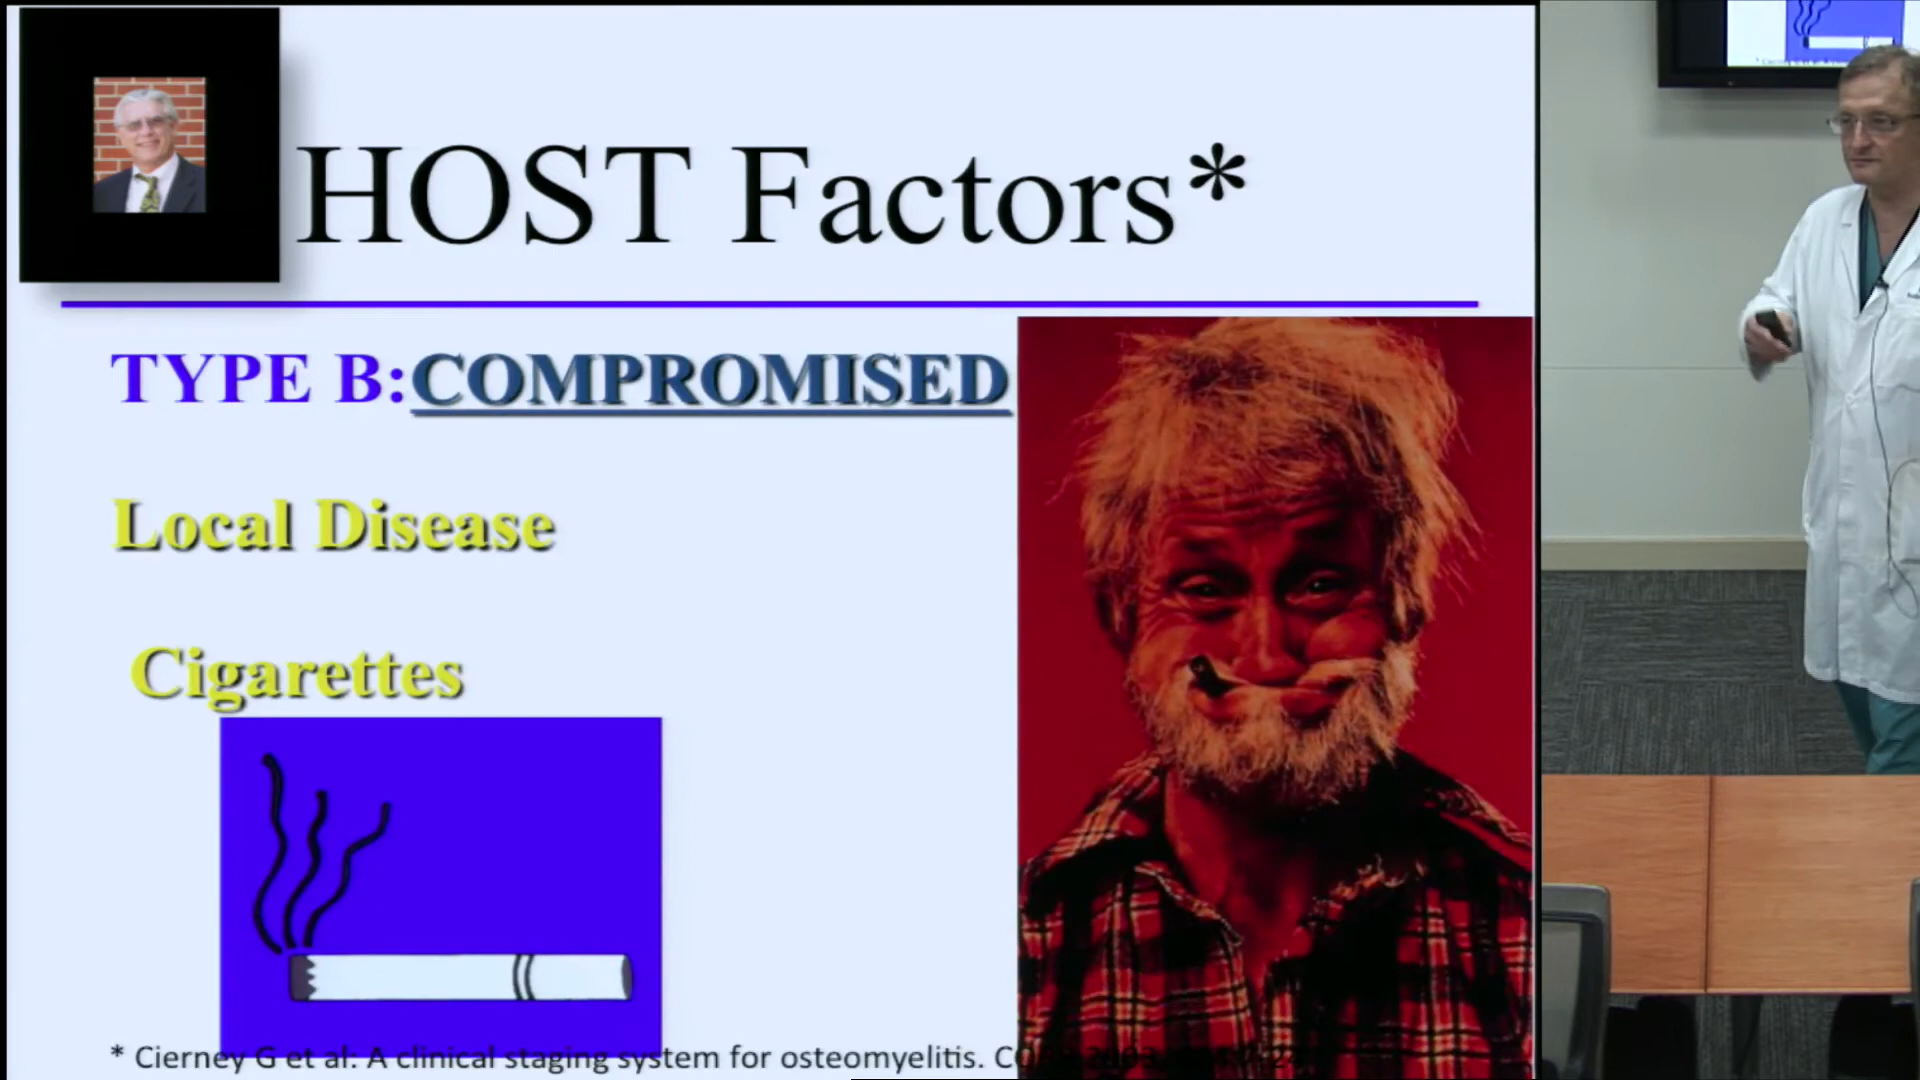 HOST Factors*
TYPE B:COMPROMISED
Local Disease
Cigarettes
* Cierney G et al: A clinical staging system for osteomyelitis.